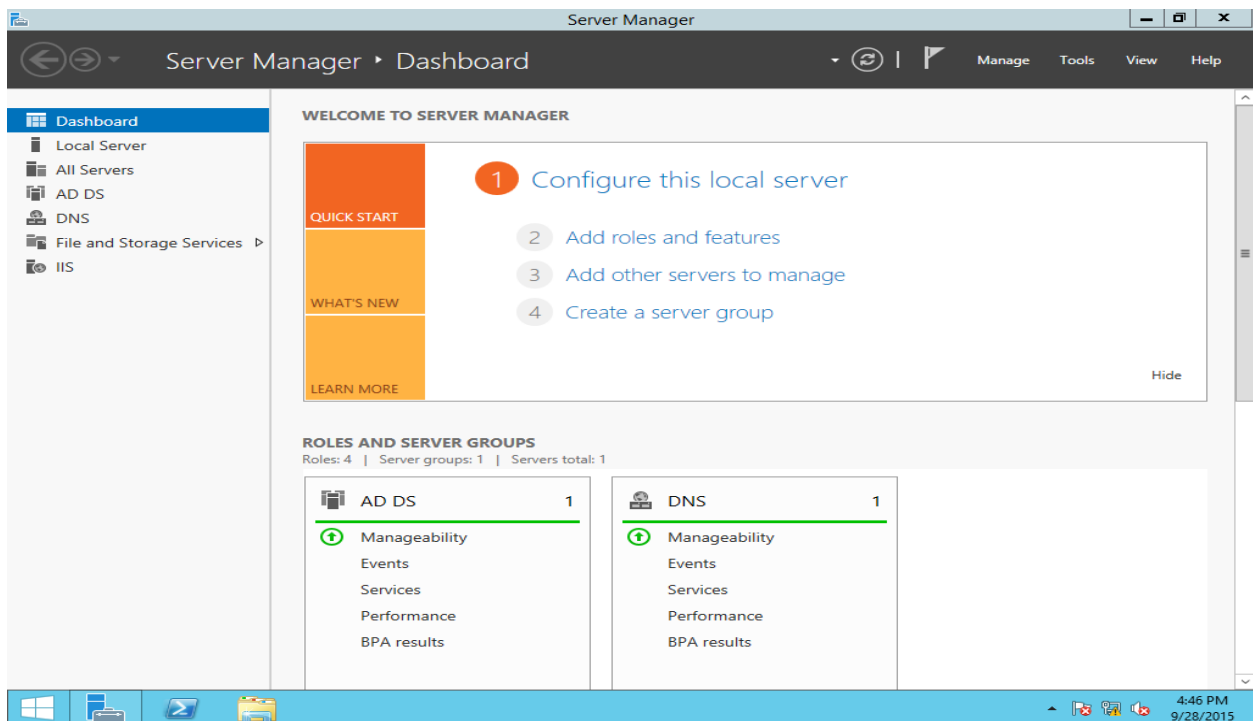 Server Manager
Server Manager ‣ Dashboard
Manage Tools View Help
Dashboard
Local Server
All Servers
AD DS
DNS
File and Storage Services
IIS
WELCOME TO SERVER MANAGER
QUICK START
WHAT'S NEW
LEARN MORE
1 Configure this local server
2 Add roles and features
3 Add other servers to manage
4 Create a server group
Hide
ROLES AND SERVER GROUPS
Roles: 4 | Server groups: 1 | Servers total: 1
AD DS 1
Manageability
Events
Services
Performance
BPA results
DNS 1
Manageability
Events
Services
Performance
BPA results
4:46 PM
9/28/2015